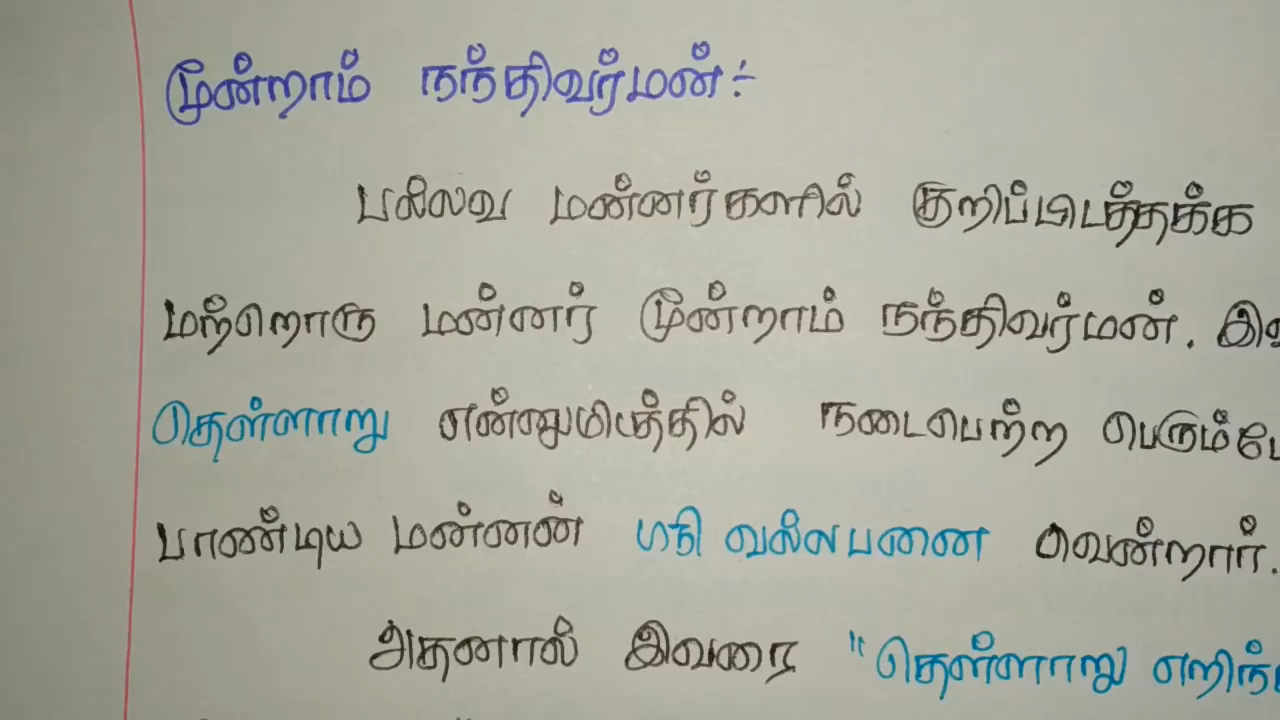 மூன்றாம் நந்திவர்மன்:-
பல்லவ மன்னர்களில் குறிப்பிடத்தக்க
மற்றொரு மன்னர் மூன்றாம் நந்திவர்மன்.
தெள்ளாறு என்னுமிடத்தில் நடைபெற்ற
பாண்டிய மன்னன் ஶ்ரீ வல்லபனை வென்றார்.
அதனால் இவரை "தெள்ளாறு